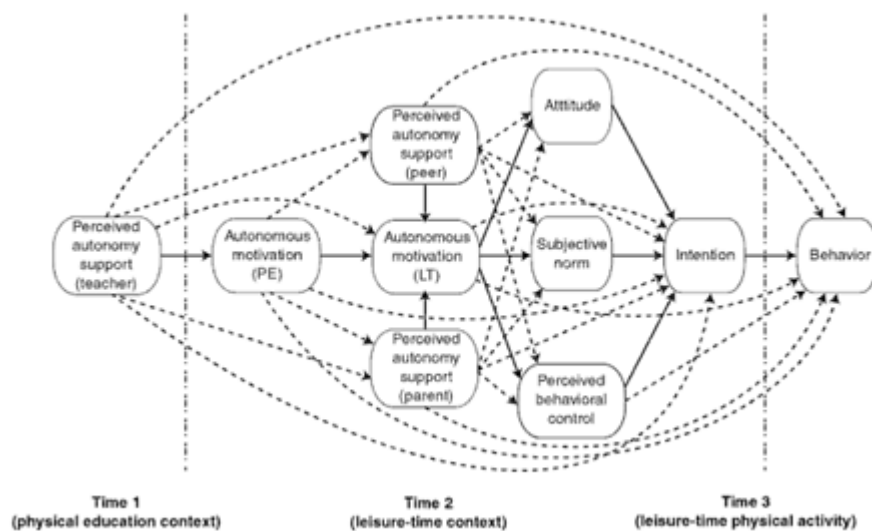 Perceived
autonomy
support
(teacher)
Autonomous
motivation
(PE)
Perceived
autonomy
support
(peer)
Autonomous
motivation
(LT)
Perceived
autonomy
support
(parent)
Atttitude
Subjective
norm
Perceived
behavioral
control
Intention
Behavior
Time 1
(physical education context)
Time 2
(leisure-time context)
Time 3
(leisure-time physical activity)